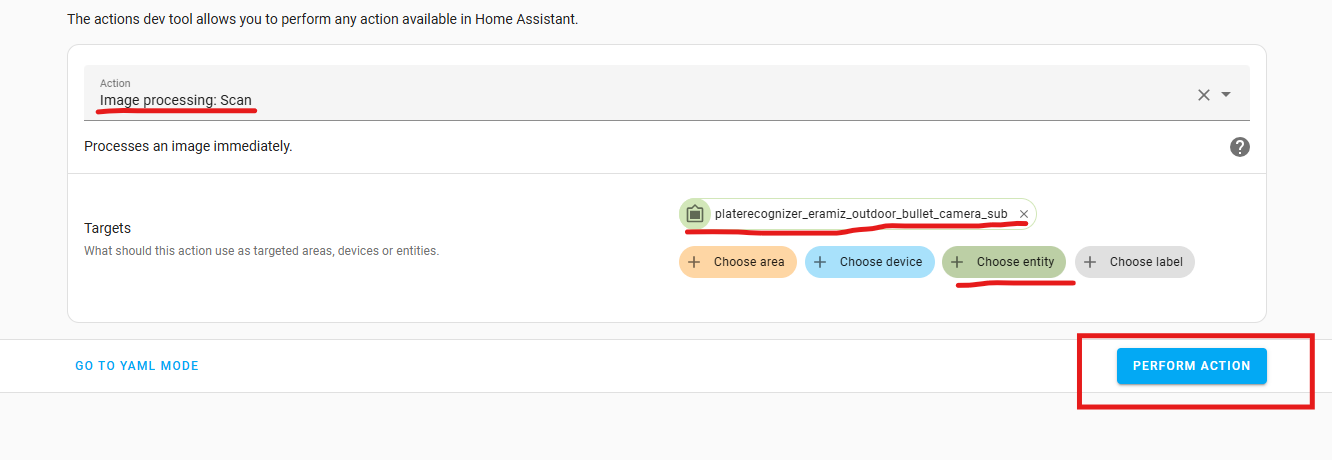 The actions dev tool allows you to perform any action available in Home Assistant.
Action
Image processing: Scan
Processes an image immediately.
Targets
What should this action use as targeted areas, devices or entities.
platerecognizer_eramiz_outdoor_bullet_camera_sub
Choose area
Choose device
Choose entity
Choose label
GO TO YAML MODE
PERFORM ACTION